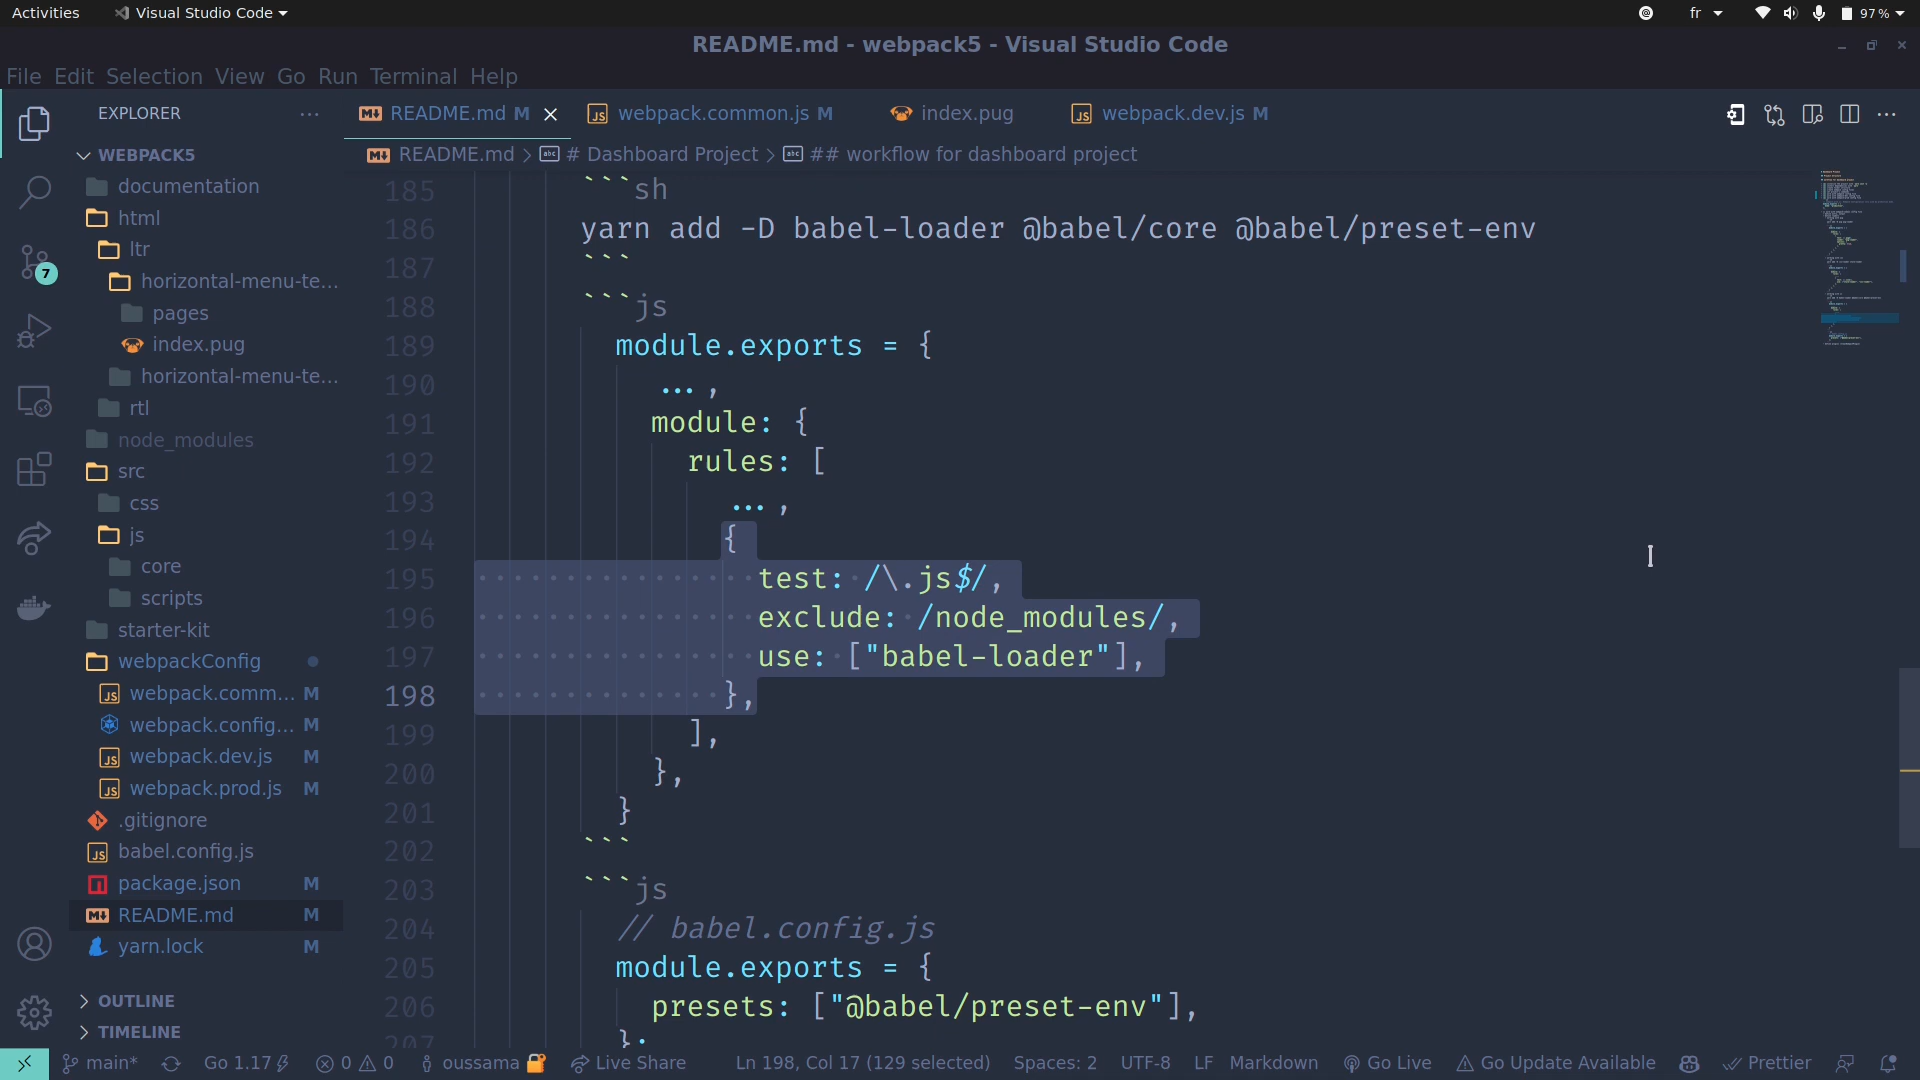 Activities
Visual Studio Code
fr
97 %
README.md - webpack5 - Visual Studio Code
File Edit Selection View Go Run Terminal Help
EXPLORER
WEBPACK5
documentation
html
ltr
horizontal-menu-te...
pages
index.pug
horizontal-menu-te...
rtl
node_modules
src
css
js
core
scripts
starter-kit
webpackConfig
webpack.comm... M
webpack.config... M
webpack.dev.js M
webpack.prod.js M
.gitignore
babel.config.js
package.json M
README.md M
yarn.lock M
OUTLINE
TIMELINE
7
README.md M
webpack.common.js M
index.pug
webpack.dev.js M
README.md > # Dashboard Project > ## workflow for dashboard project
185 ```sh
186 yarn add -D babel-loader @babel/core @babel/preset-env
187 ```
188 ```js
189 module.exports = {
190 ... ,
191 module: {
192 rules: [
193 ... ,
194 {
195 test: /\.js$/,
196 exclude: /node_modules/,
197 use: ["babel-loader"],
198 },
199 ],
200 },
201 }
202 ```
203 ```js
204 // babel.config.js
205 module.exports = {
206 presets: ["@babel/preset-env"],
207 };
main*
Go 1.17
0 0
oussama
Live Share
Ln 198, Col 17 (129 selected)
Spaces: 2
UTF-8
LF
Markdown
Go Live
Go Update Available
Prettier